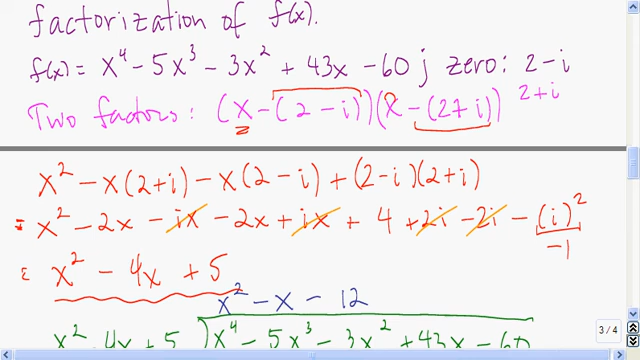 factorization of f(x).
f(x) = x⁴ - 5x³ - 3x² + 43x - 60 j zero: 2 - i
Two factors: (x - (2 - i))(x - (2+i)) 2+i
x² - x(2+i) - x(2-i) + (2-i)(2+i)
= x² - 2x - ix - 2x + ix + 4 + 2i - 2i - (i)²
-1
= x² - 4x + 5
x² - x - 12
x² - 4x + 5 ) x⁴ - 5x³ - 3x² + 43x - 60
3 / 4